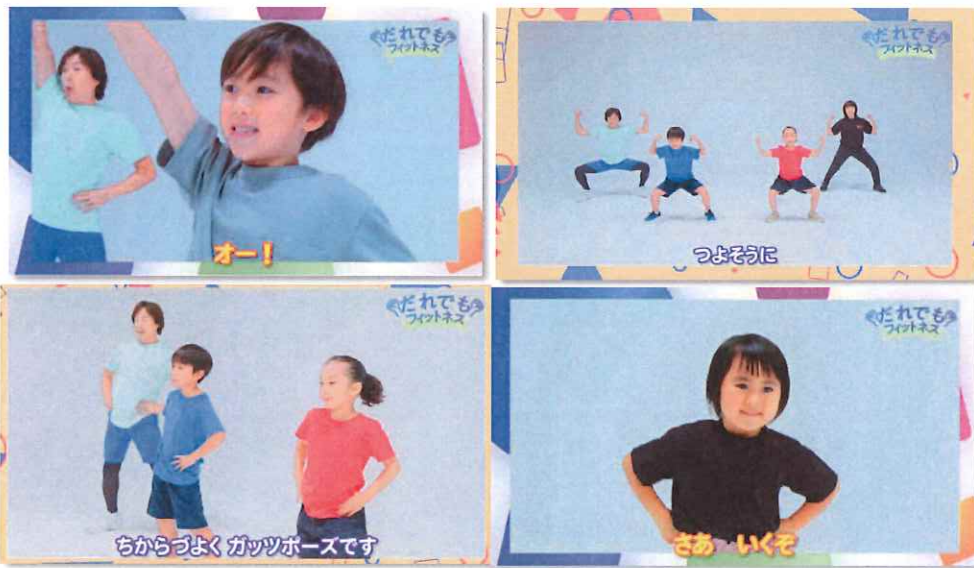 だれでも
フィットネス
オー！
だれでも
フィットネス
つよそうに
だれでも
フィットネス
ちからづよく ガッツポーズです
だれでも
フィットネス
さあ いくぞ